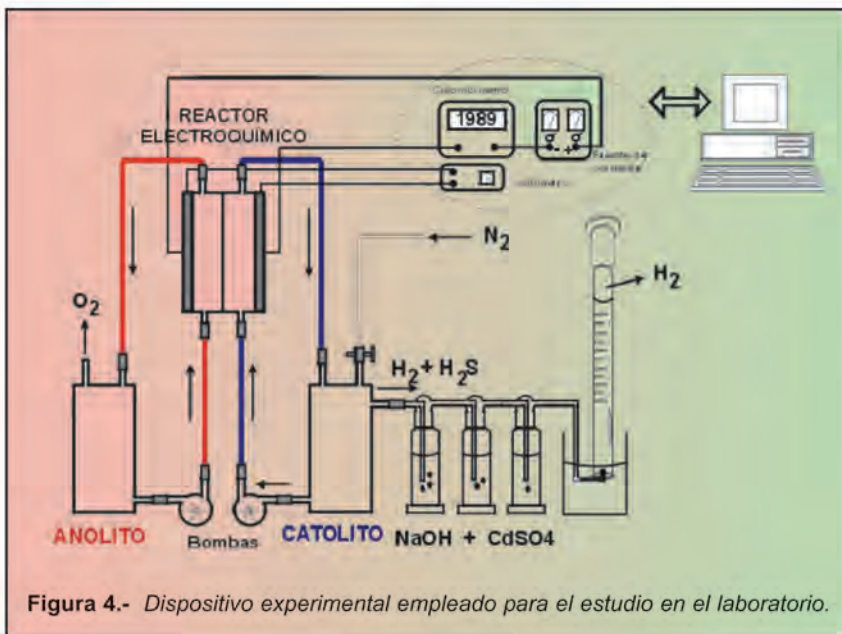 REACTOR
ELECTROQUÍMICO
1989
- +
N₂
H₂
O₂
H₂ + H₂S
ANOLITO
Bombas
CATOLITO
NaOH + CdSO4
Figura 4.- Dispositivo experimental empleado para el estudio en el laboratorio.